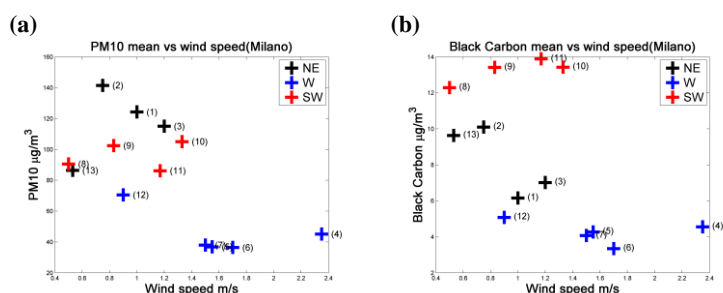 (a)
PM10 mean vs wind speed(Milano)
PM10 µg/m³
160
140
120
100
80
60
40
20
0.4 0.6 0.8 1 1.2 1.4 1.6 1.8 2 2.2 2.4
Wind speed m/s
NE
W
SW
(2)
(1)
(3)
(10)
(9)
(8)
(13)
(11)
(12)
(4)
(7)
(6)
(b)
Black Carbon mean vs wind speed(Milano)
Black Carbon µg/m³
14
12
10
8
6
4
2
0.4 0.6 0.8 1 1.2 1.4 1.6 1.8 2 2.2 2.4
Wind speed m/s
NE
W
SW
(11)
(9)
(10)
(8)
(2)
(13)
(3)
(1)
(12)
(4)
(5)
(7)
(6)